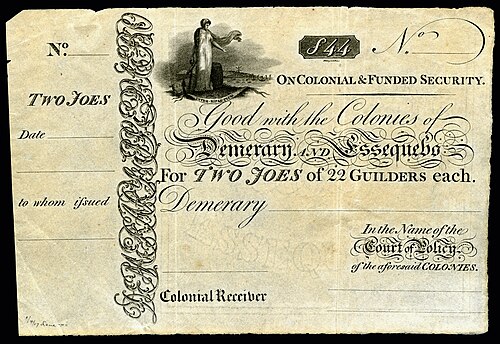 Nº.
TWO JOES
Date
to whom issued
§44
Nº.
ON COLONIAL & FUNDED SECURITY.
Good with the Colonies of
Demerary AND Essequebo
For TWO JOES of 22 GUILDERS each.
Demerary
In the Name of the
Court of Policy
of the aforesaid COLONIES.
Colonial Receiver